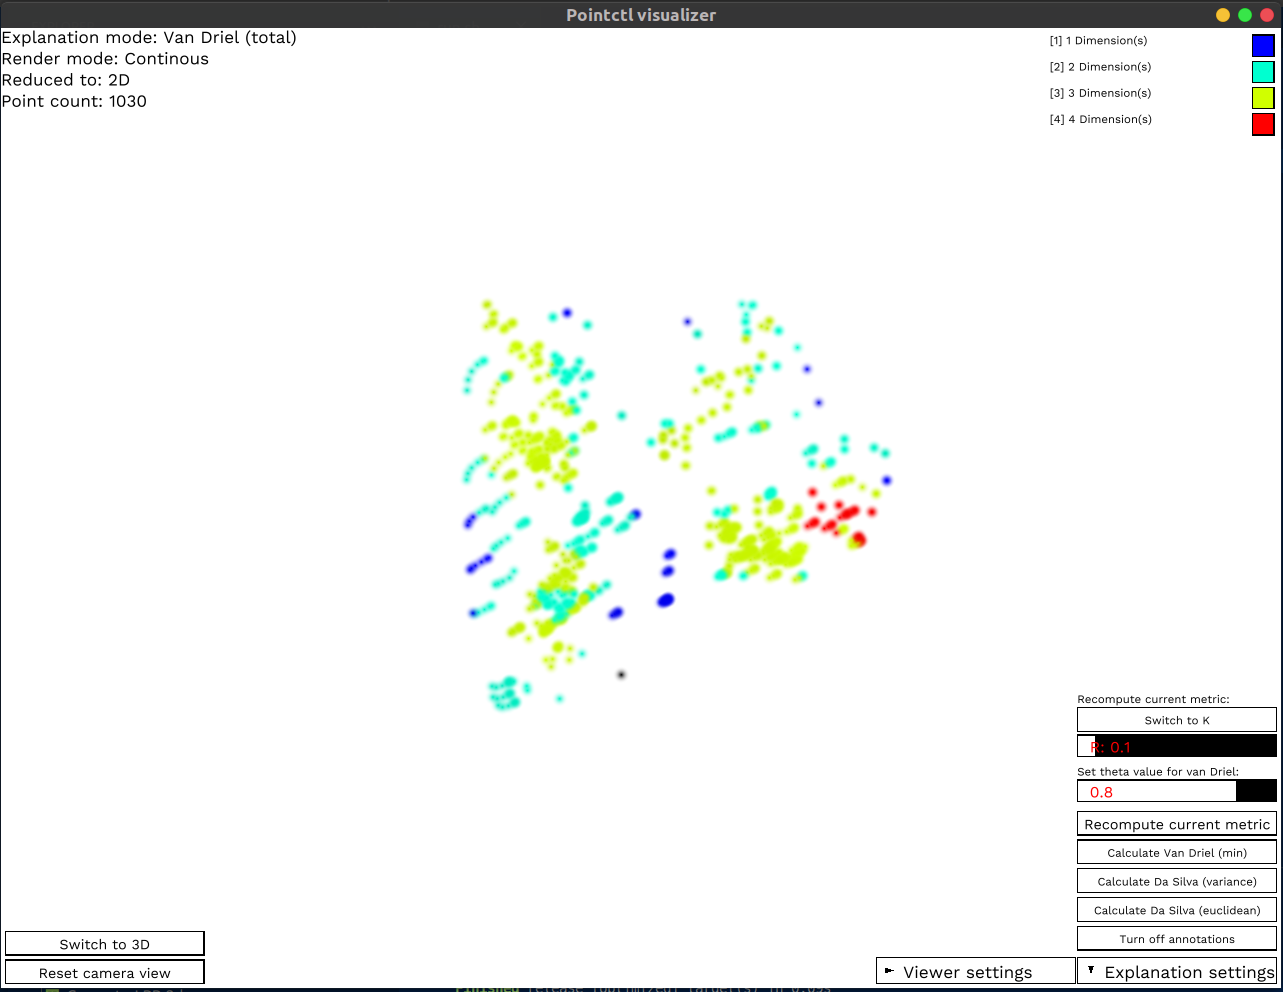 Pointctl visualizer
Explanation mode: Van Driel (total)
Render mode: Continous
Reduced to: 2D
Point count: 1030
[1] 1 Dimension(s)
[2] 2 Dimension(s)
[3] 3 Dimension(s)
[4] 4 Dimension(s)
Recompute current metric:
Switch to K
R: 0.1
Set theta value for van Driel:
0.8
Recompute current metric
Calculate Van Driel (min)
Calculate Da Silva (variance)
Calculate Da Silva (euclidean)
Turn off annotations
Switch to 3D
Reset camera view
Viewer settings
Explanation settings